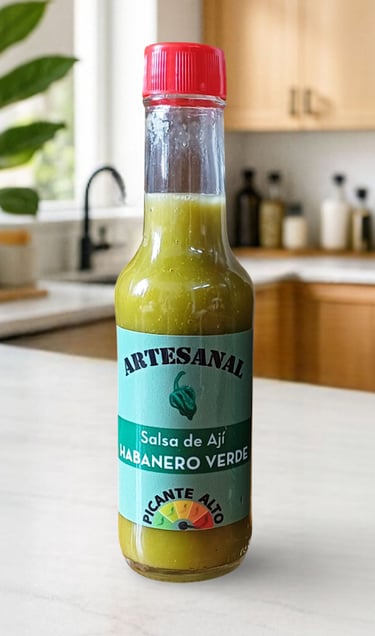 ARTESANAL
Salsa de Ají
HABANERO VERDE
PICANTE ALTO